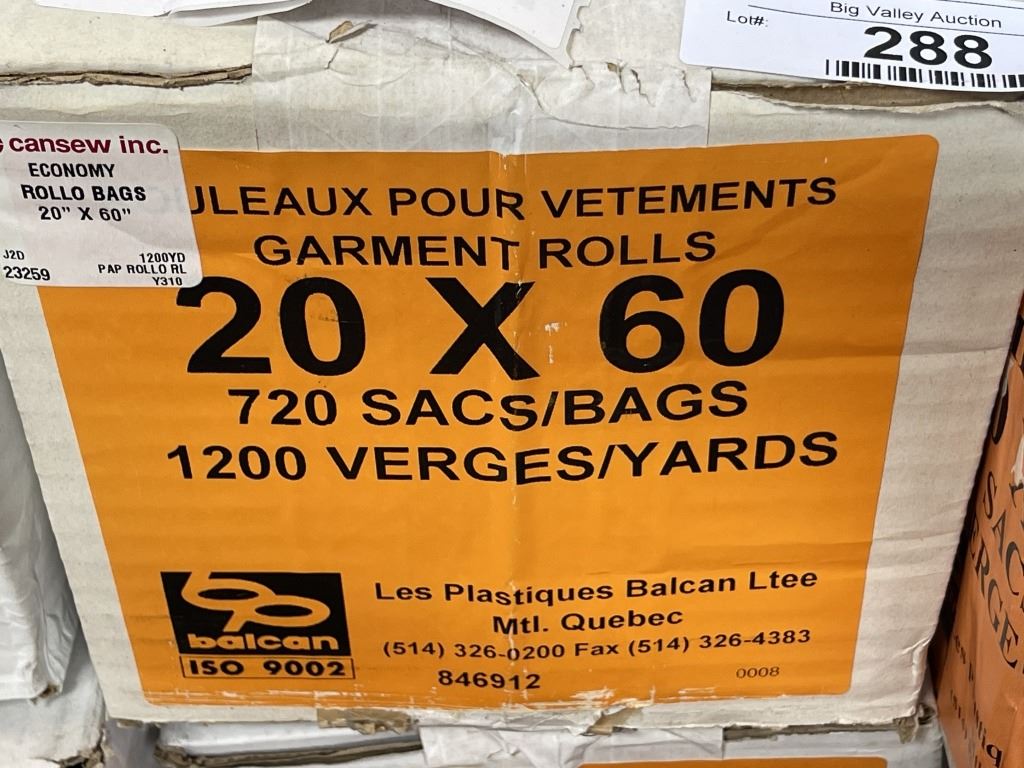 Big Valley Auction
Lot#:
288
cansew inc.
ECONOMY
ROLLO BAGS
20" X 60"
J2D 1200YD
23259 PAP ROLLO RL
Y310
ULEAUX POUR VETEMENTS
GARMENT ROLLS
20 X 60
720 SACS/BAGS
1200 VERGES/YARDS
balcan
ISO 9002
Les Plastiques Balcan Ltee
Mtl. Quebec
(514) 326-0200 Fax (514) 326-4383
846912
0008